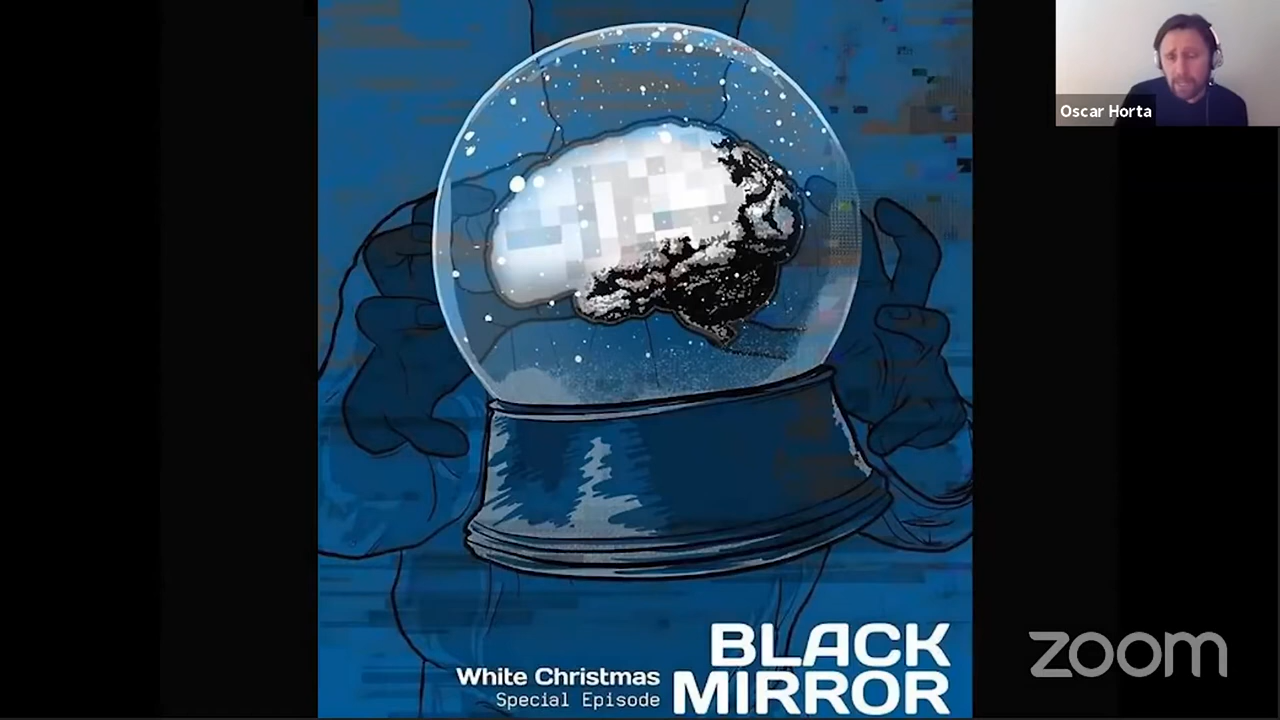 Oscar Horta
White Christmas
Special Episode
BLACK
MIRROR
zoom